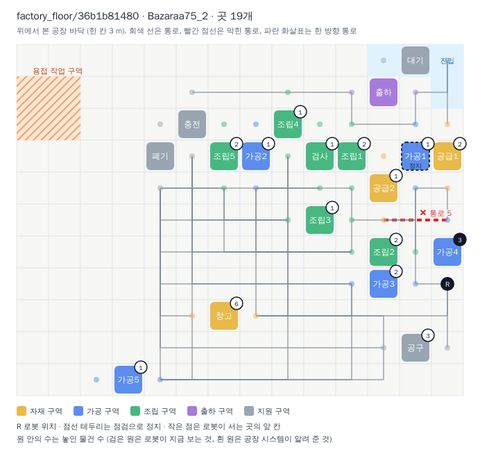 factory_floor/36b1b81480 · Bazaraa75_2 · 곳 19개
위에서 본 공장 바닥 (한 칸 3 m). 회색 선은 통로, 빨간 점선은 막힌 통로, 파란 화살표는 한 방향 통로
용접 작업 구역
대기
진입
출하
충전
조립4
1
폐기
조립5
2
가공2
1
검사
1
조립1
2
가공1
1
정지
공급1
2
공급2
1
조립3
1
✕ 통로 5
조립2
2
가공4
3
가공3
2
R
창고
6
공구
3
가공5
1
자재 구역
가공 구역
조립 구역
출하 구역
지원 구역
R 로봇 위치 · 점선 테두리는 점검으로 정지 · 작은 점은 로봇이 서는 곳의 앞 칸
원 안의 수는 놓인 물건 수 (검은 원은 로봇이 지금 보는 것, 흰 원은 공장 시스템이 알려 준 것)